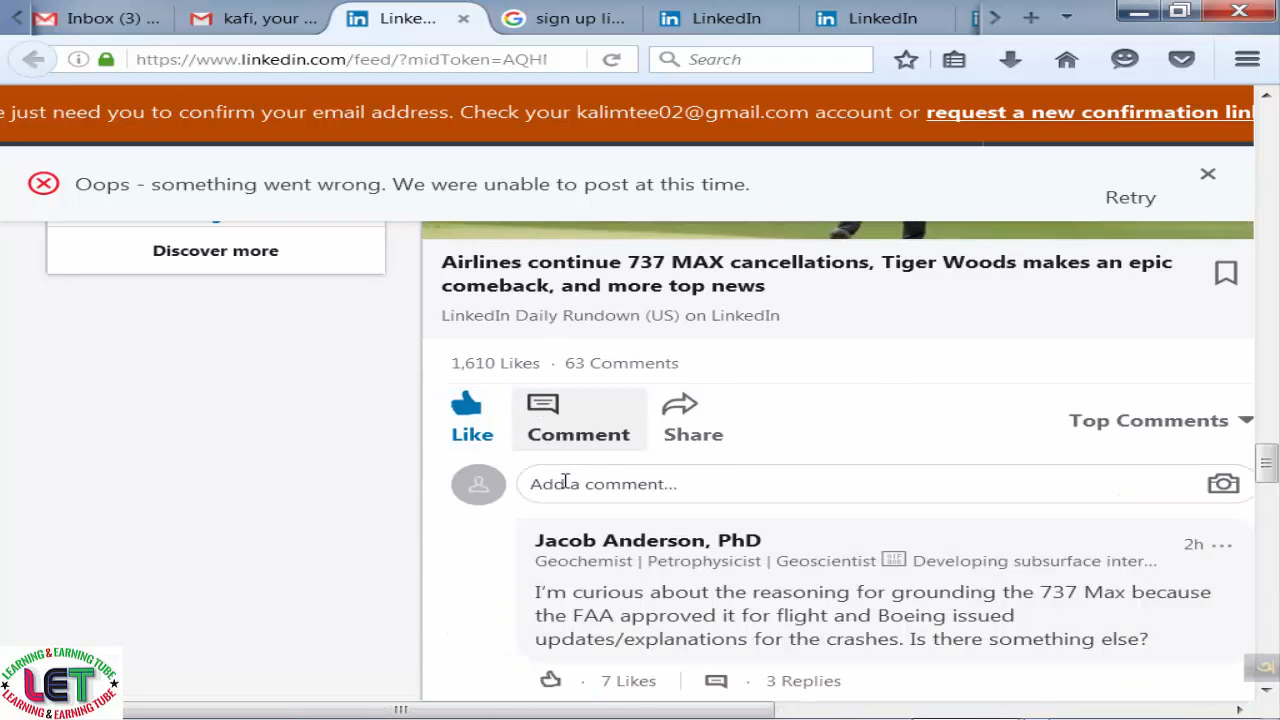 Inbox (3) ...
kafi, your ...
Linke...
sign up li...
LinkedIn
LinkedIn
https://www.linkedin.com/feed/?midToken=AQHI
Search
just need you to confirm your email address. Check your kalimtee02@gmail.com account or request a new confirmation lin
Oops - something went wrong. We were unable to post at this time.
Retry
Discover more
Airlines continue 737 MAX cancellations, Tiger Woods makes an epic
comeback, and more top news
LinkedIn Daily Rundown (US) on LinkedIn
1,610 Likes · 63 Comments
Like
Comment
Share
Top Comments
Add a comment...
Jacob Anderson, PhD
2h ...
Geochemist | Petrophysicist | Geoscientist Developing subsurface inter...
I'm curious about the reasoning for grounding the 737 Max because
the FAA approved it for flight and Boeing issued
updates/explanations for the crashes. Is there something else?
7 Likes
3 Replies
LEARNING & EARNING TUBE
LET
LEARNING & EARNING TUBE